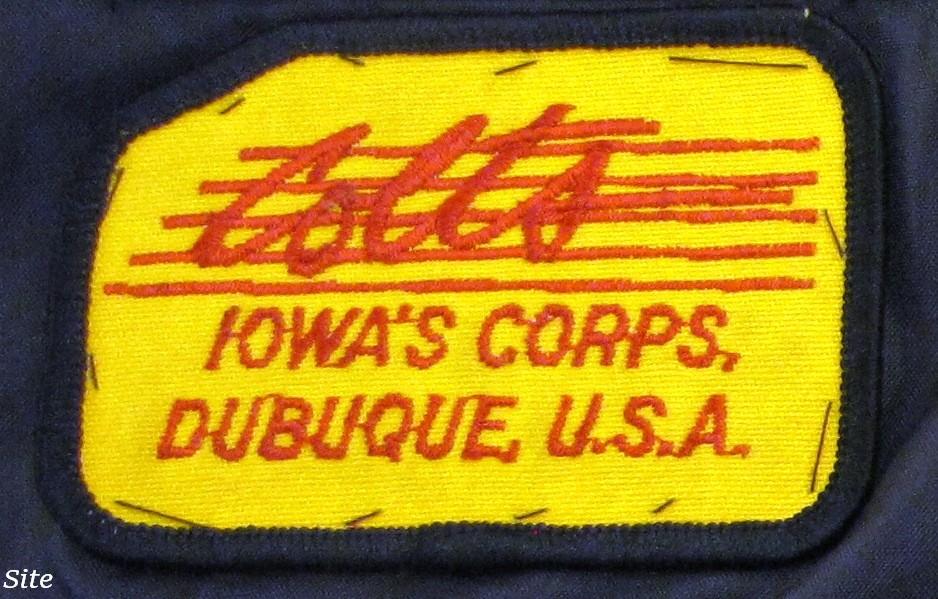 Colts
IOWA'S CORPS.
DUBUQUE, U.S.A.
Site